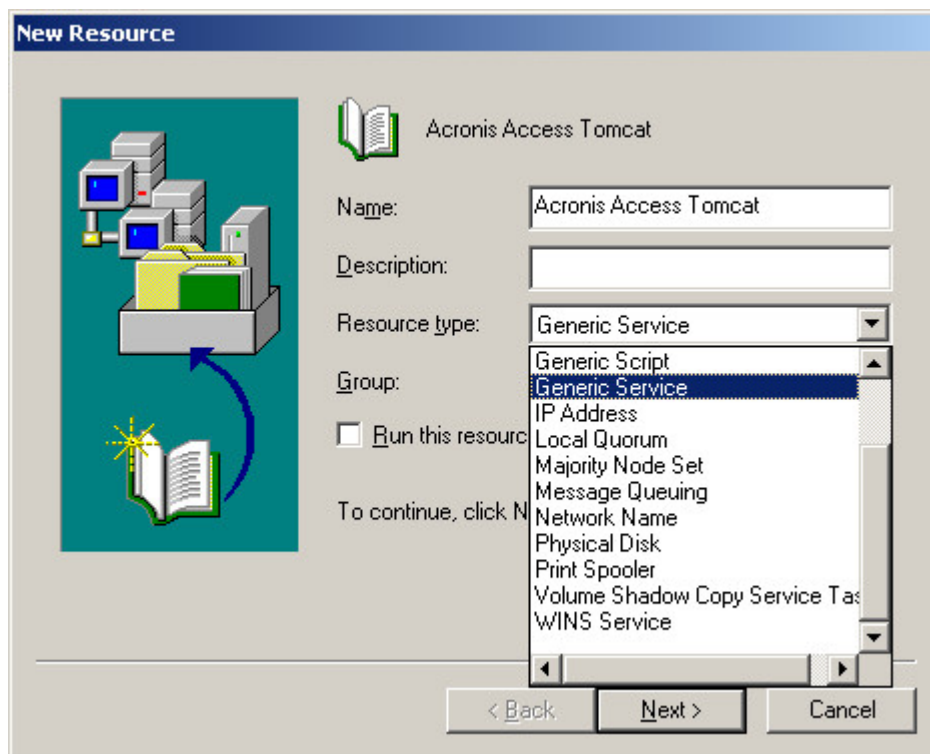 New Resource
Acronis Access Tomcat
Name: Acronis Access Tomcat
Description:
Resource type: Generic Service
Generic Script
Generic Service
Group:
IP Address
Local Quorum
Run this resourc
Majority Node Set
Message Queuing
To continue, click N
Network Name
Physical Disk
Print Spooler
Volume Shadow Copy Service Tas
WINS Service
< Back Next > Cancel